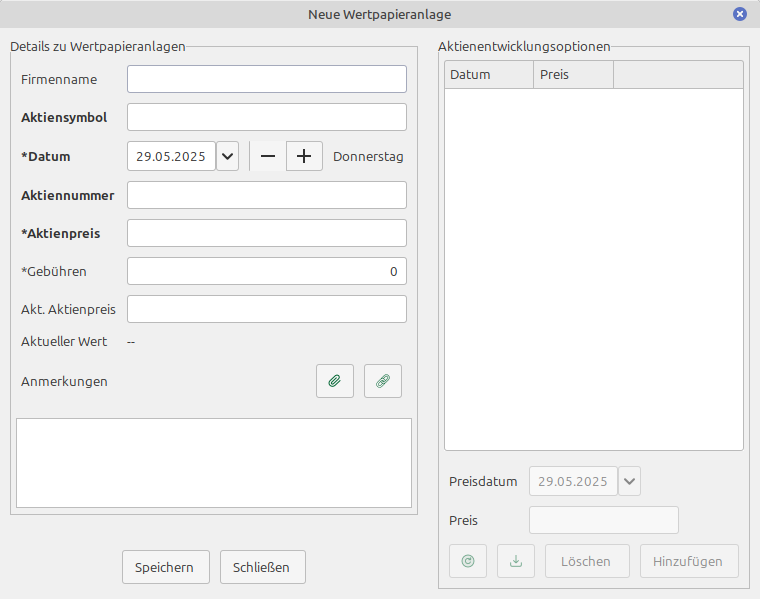 Neue Wertpapieranlage
Details zu Wertpapieranlagen
Firmenname
Aktiensymbol
*Datum 29.05.2025 Donnerstag
Aktiennummer
*Aktienpreis
*Gebühren 0
Akt. Aktienpreis
Aktueller Wert --
Anmerkungen
Speichern Schließen
Aktienentwicklungsoptionen
Datum Preis
Preisdatum 29.05.2025
Preis
Löschen Hinzufügen